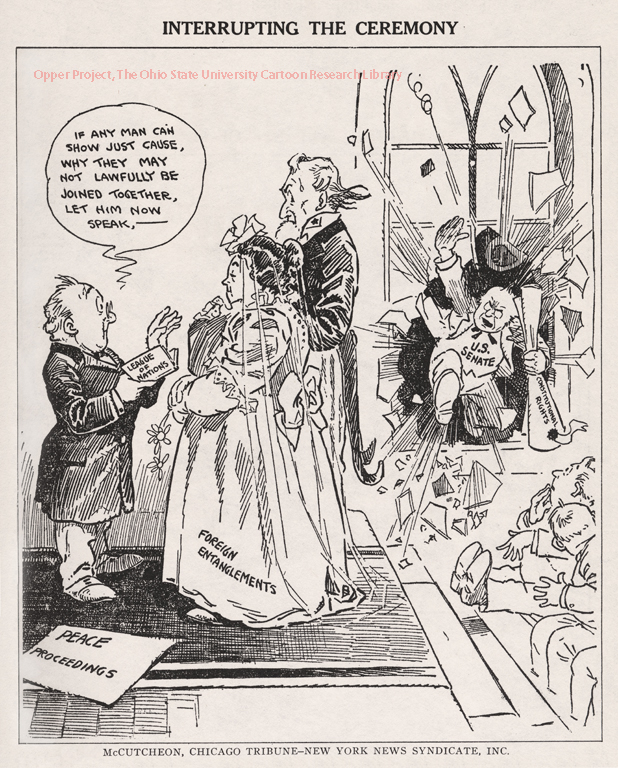 INTERRUPTING THE CEREMONY
Opper Project, The Ohio State University Cartoon Research Library
IF ANY MAN CAN
SHOW JUST CAUSE,
WHY THEY MAY
NOT LAWFULLY BE
JOINED TOGETHER,
LET HIM NOW
SPEAK,—
LEAGUE
OF
NATIONS
U.S.
SENATE
CONSTITUTIONAL
RIGHTS
FOREIGN
ENTANGLEMENTS
PEACE
PROCEEDINGS
McCUTCHEON, CHICAGO TRIBUNE–NEW YORK NEWS SYNDICATE, INC.